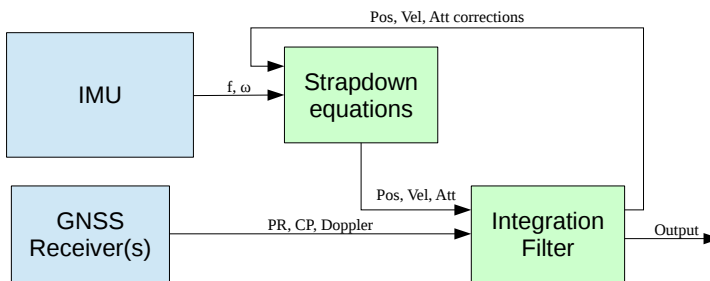 Pos, Vel, Att corrections
IMU
f, ω
Strapdown
equations
Pos, Vel, Att
GNSS
Receiver(s)
PR, CP, Doppler
Integration
Filter
Output